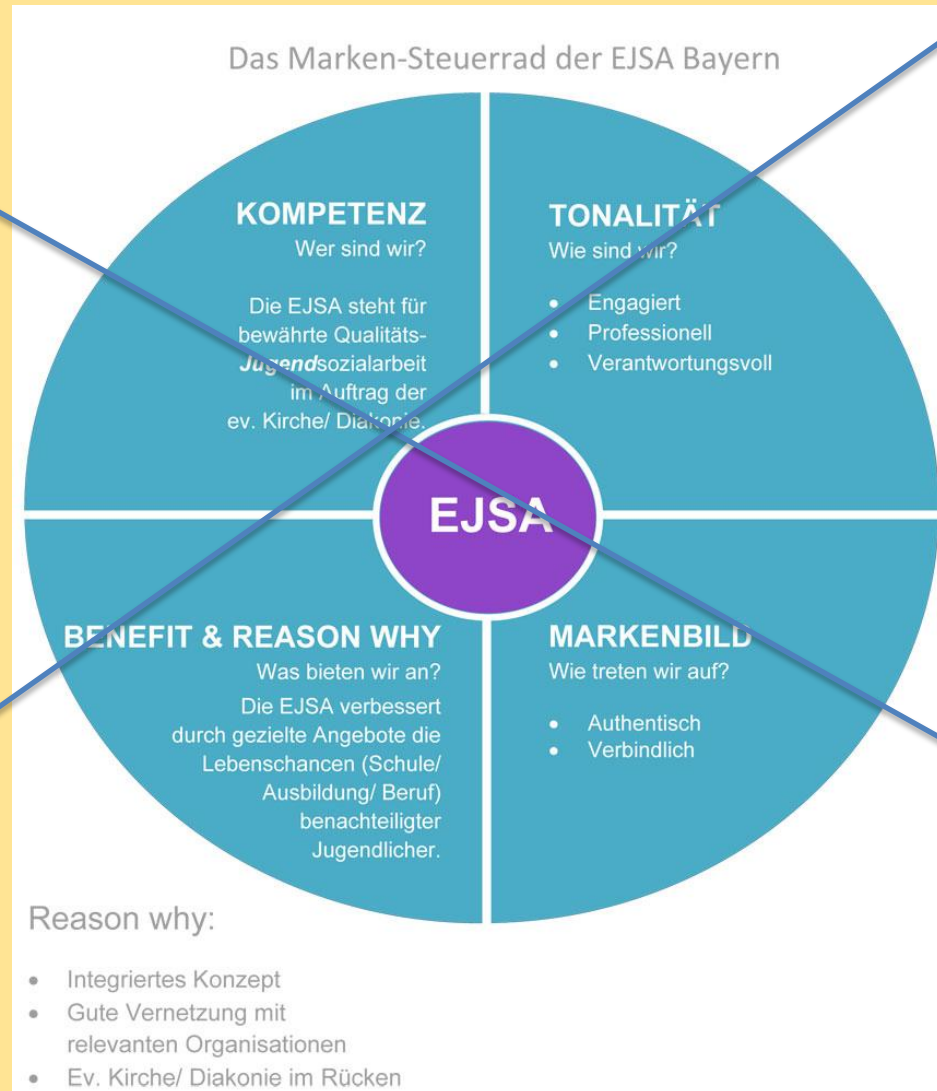 Das Marken-Steuerrad der EJSA Bayern
KOMPETENZ
Wer sind wir?
Die EJSA steht für
bewährte Qualitäts-
Jugendsozialarbeit
im Auftrag der
ev. Kirche/ Diakonie.
TONALITÄT
Wie sind wir?
• Engagiert
• Professionell
• Verantwortungsvoll
EJSA
BENEFIT & REASON WHY
Was bieten wir an?
Die EJSA verbessert
durch gezielte Angebote die
Lebenschancen (Schule/
Ausbildung/ Beruf)
benachteiligter
Jugendlicher.
MARKENBILD
Wie treten wir auf?
• Authentisch
• Verbindlich
Reason why:
• Integriertes Konzept
• Gute Vernetzung mit
relevanten Organisationen
• Ev. Kirche/ Diakonie im Rücken